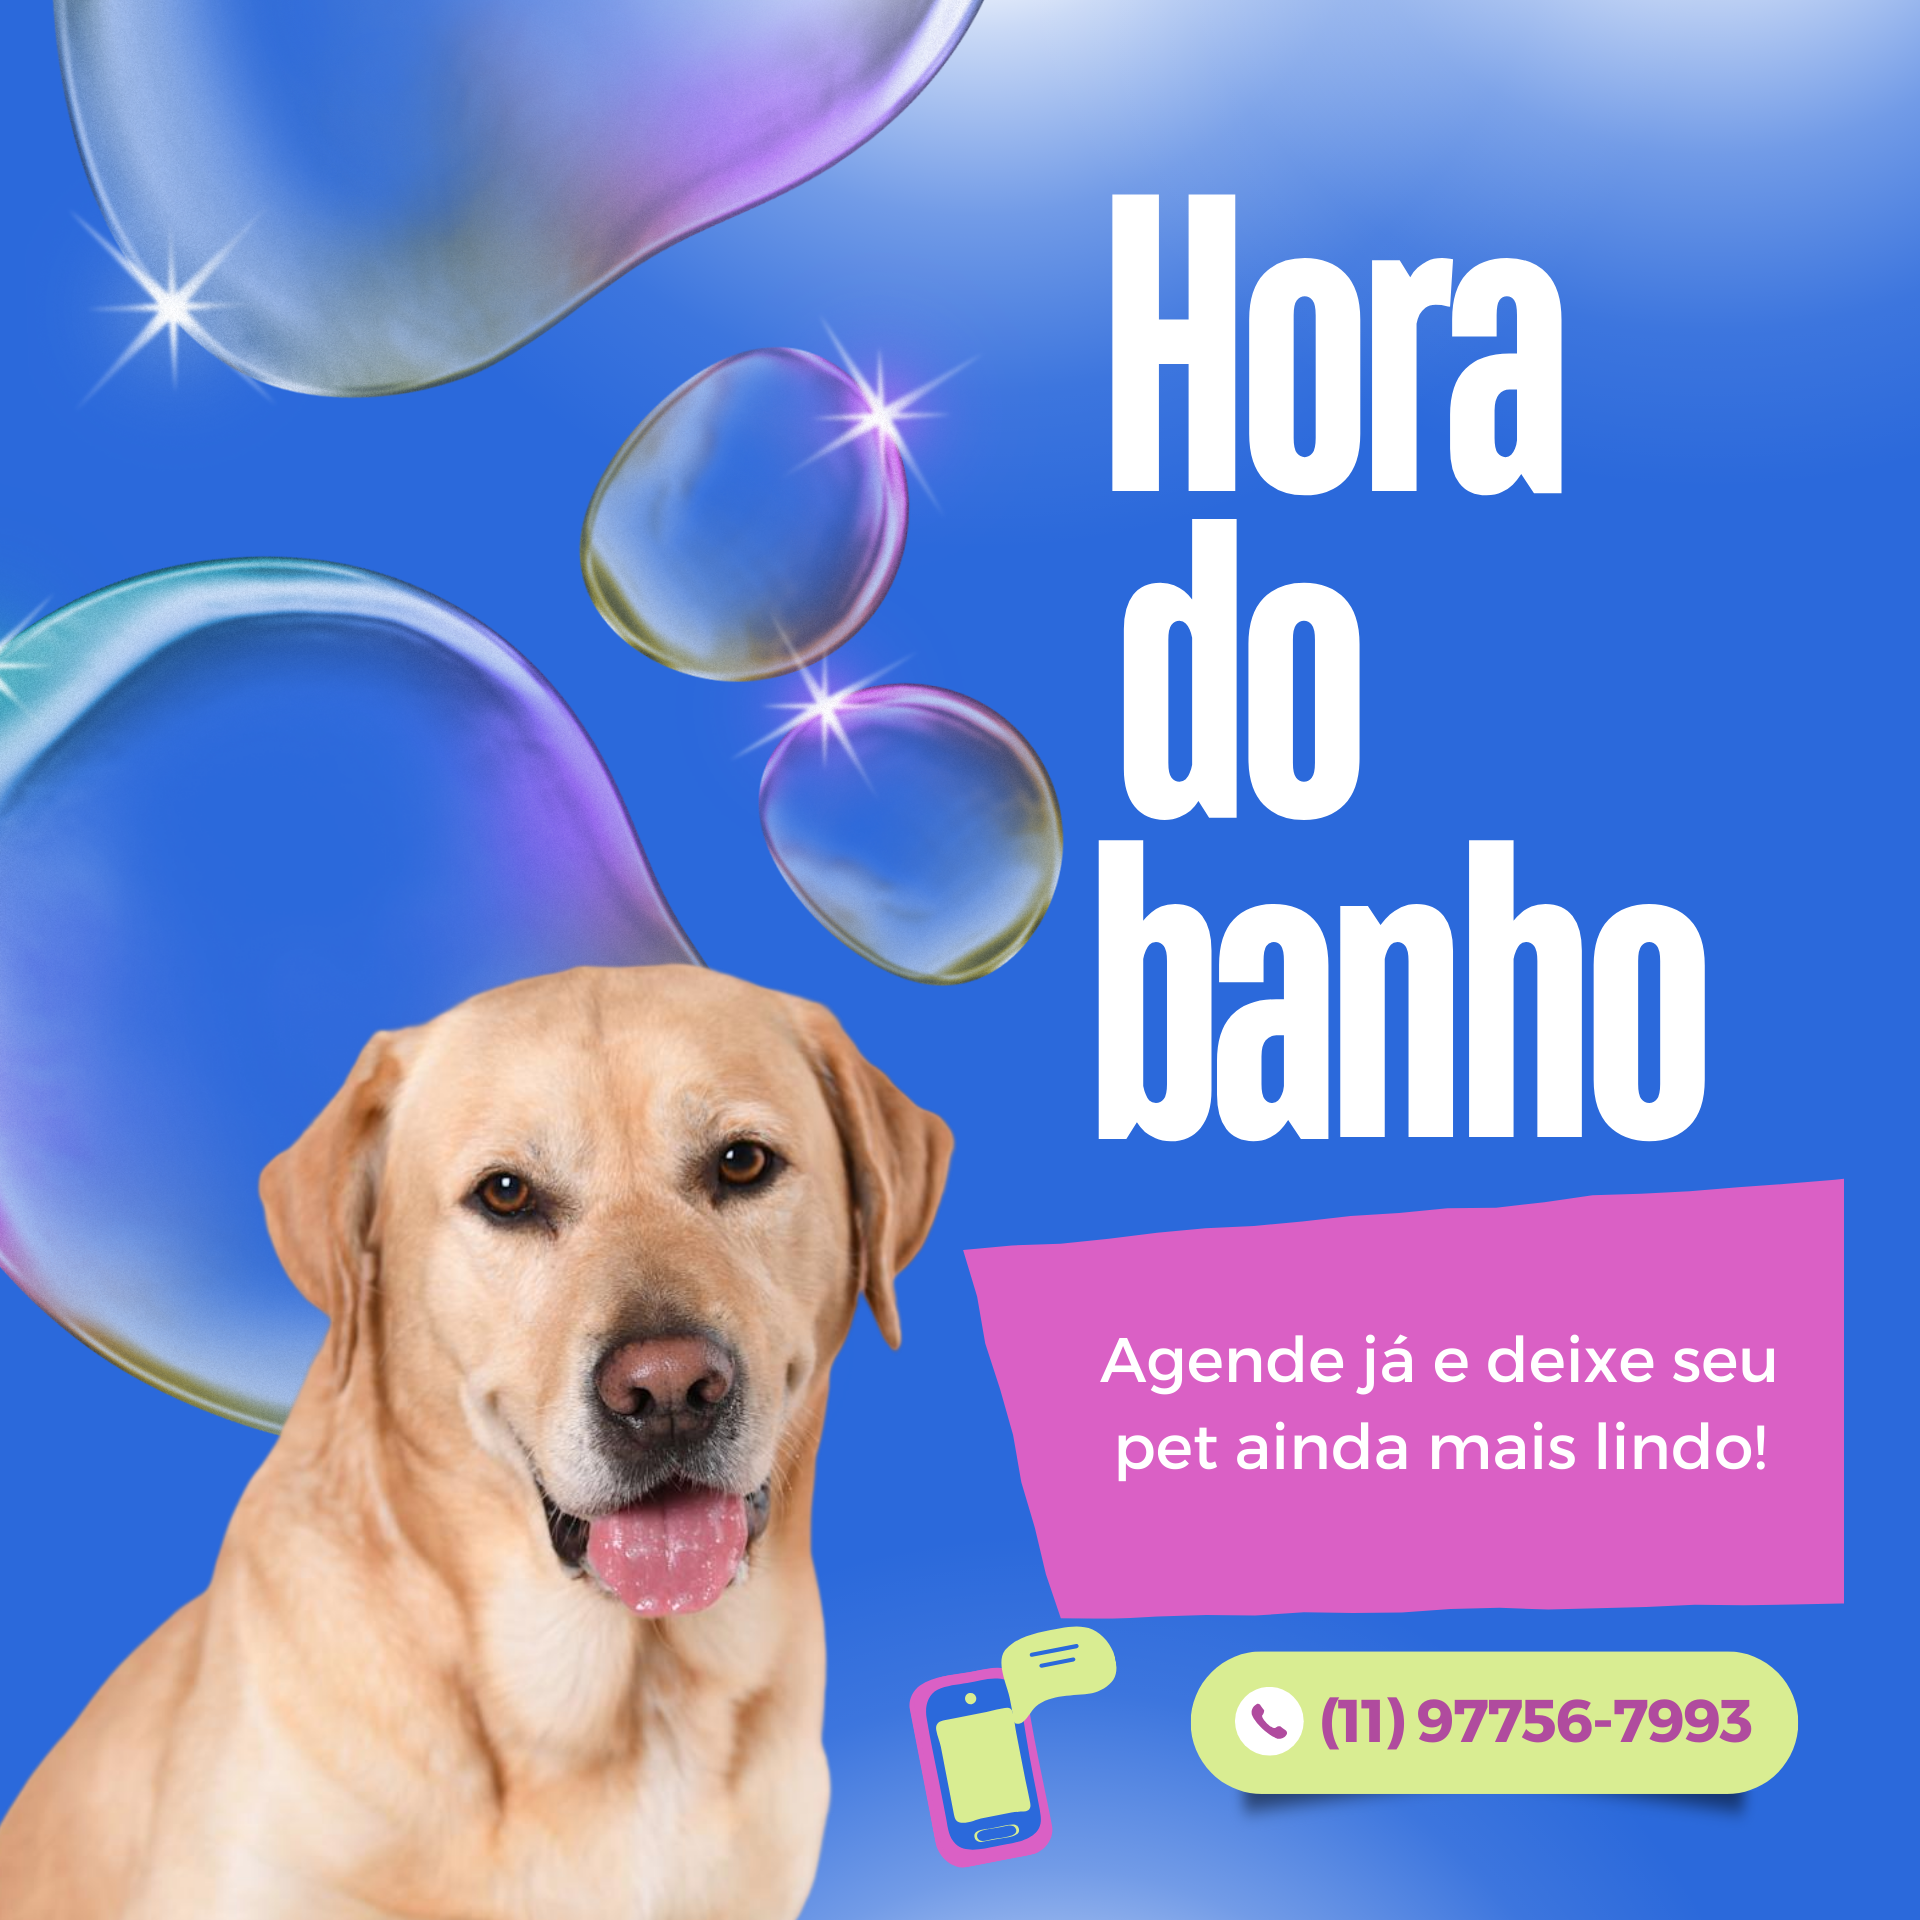 Hora
do
banho
Agende já e deixe seu
pet ainda mais lindo!
(11) 97756-7993